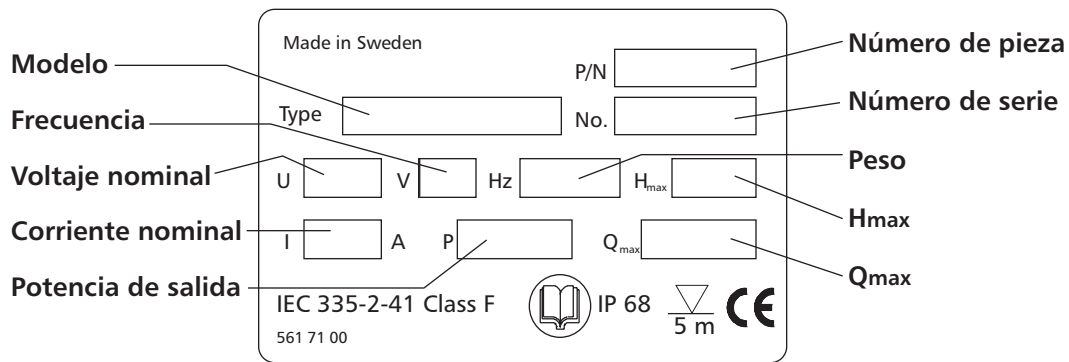 Made in Sweden
Modelo
Número de pieza
P/N
Type
No.
Número de serie
Frecuencia
Voltaje nominal
U V Hz Hmax
Peso
Hmax
Corriente nominal
I A P Qmax
Potencia de salida
Qmax
IEC 335-2-41 Class F IP 68 5 m CE
561 71 00